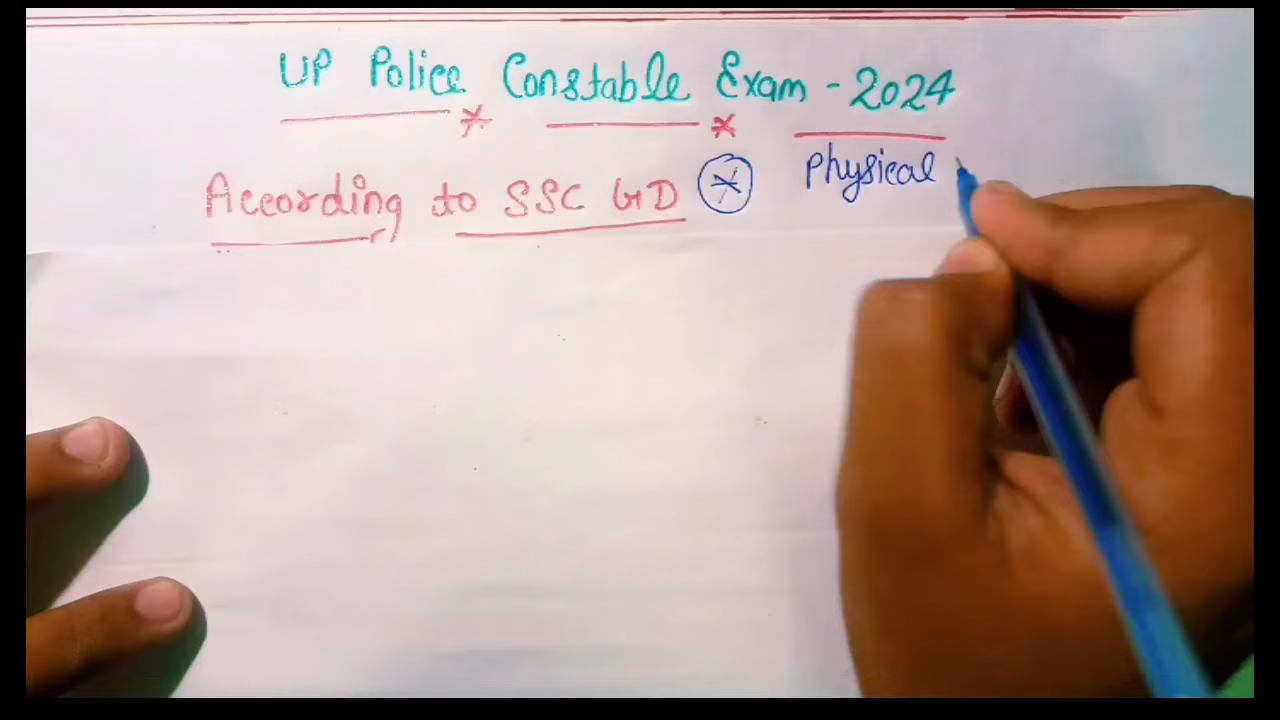 UP Police Constable Exam - 2024
According to SSC GD Physical